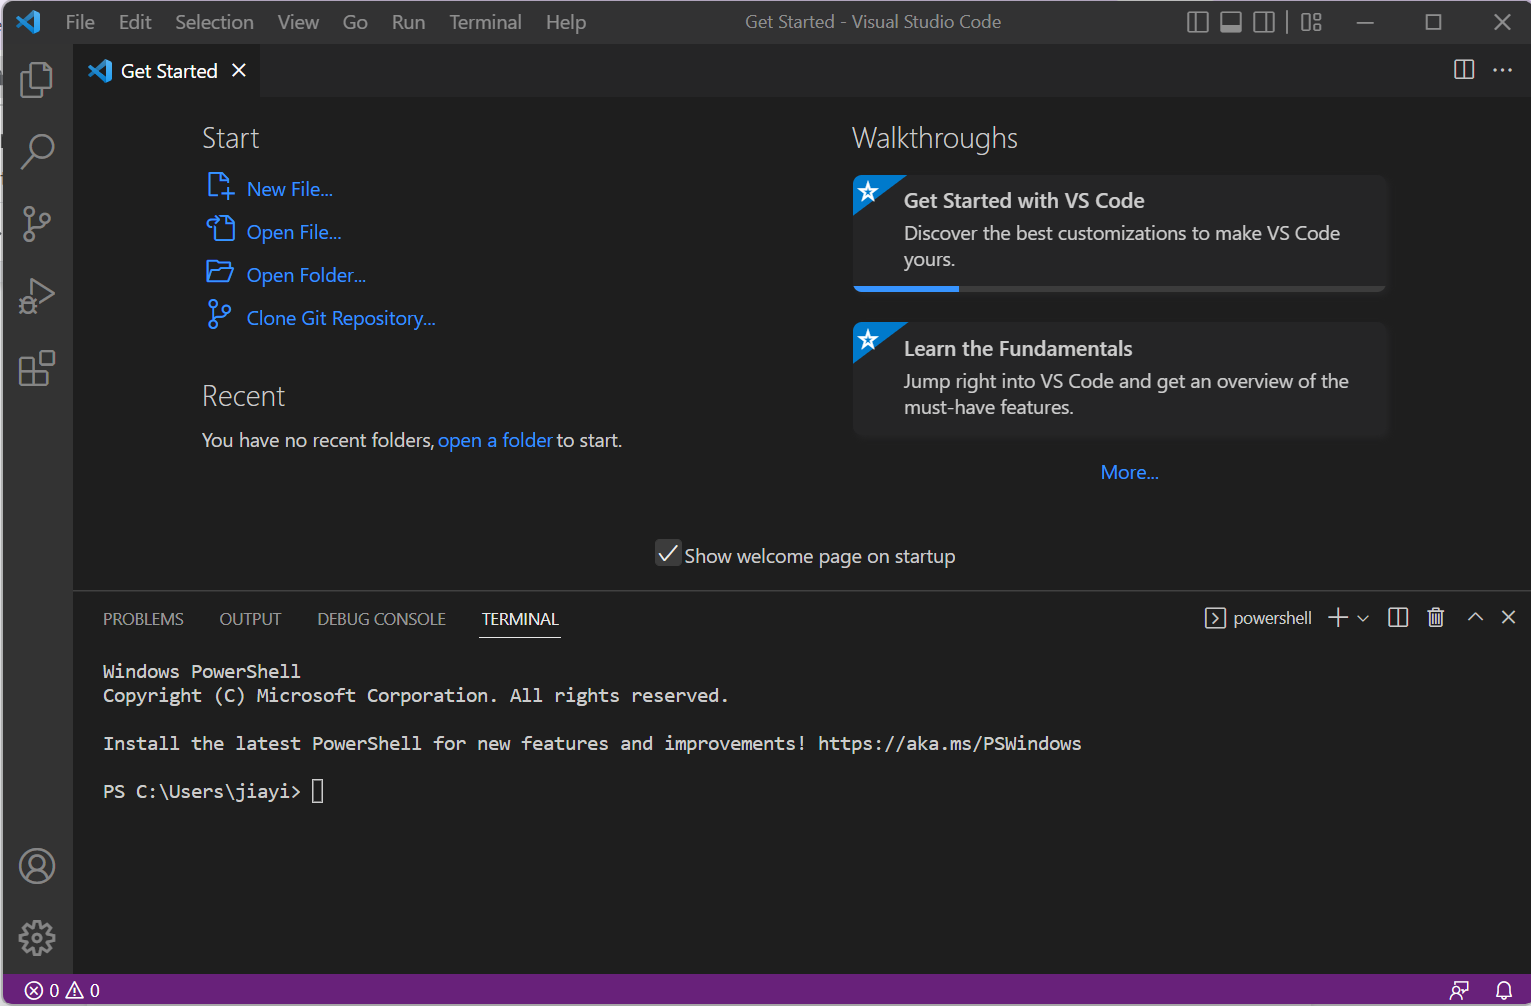 File Edit Selection View Go Run Terminal Help Get Started - Visual Studio Code
Get Started
Start
New File...
Open File...
Open Folder...
Clone Git Repository...
Recent
You have no recent folders, open a folder to start.
Walkthroughs
Get Started with VS Code
Discover the best customizations to make VS Code
yours.
Learn the Fundamentals
Jump right into VS Code and get an overview of the
must-have features.
More...
Show welcome page on startup
PROBLEMS OUTPUT DEBUG CONSOLE TERMINAL powershell
Windows PowerShell
Copyright (C) Microsoft Corporation. All rights reserved.
Install the latest PowerShell for new features and improvements! https://aka.ms/PSWindows
PS C:\Users\jiayi>
0 0